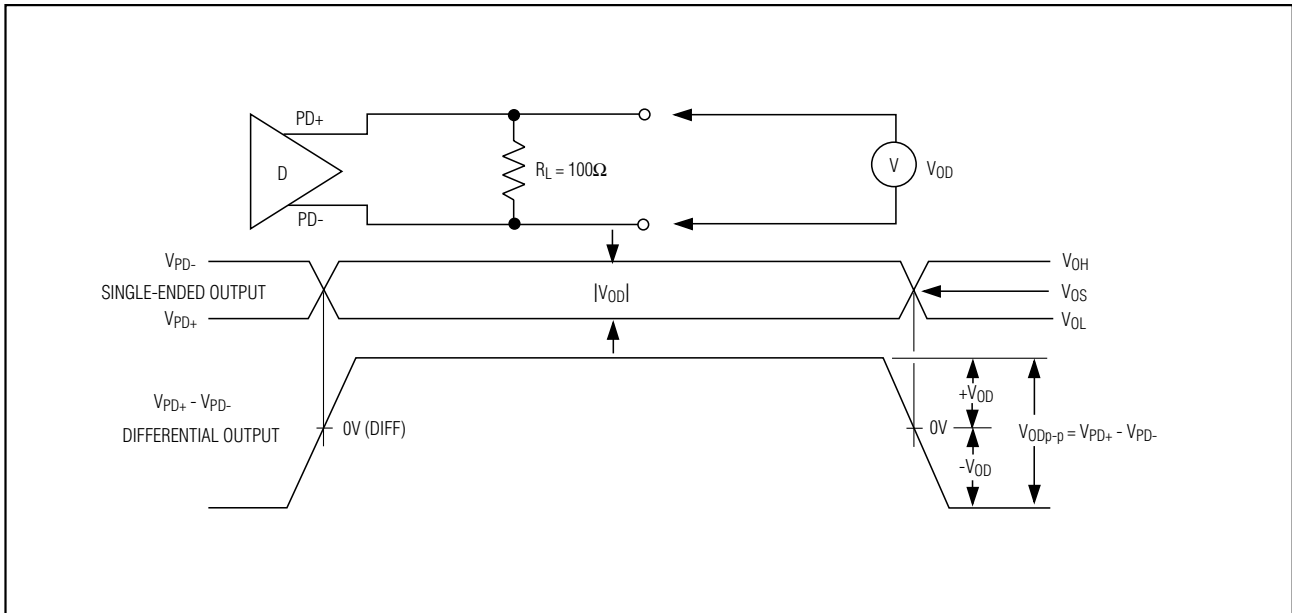 PD+
D
PD-
R_L = 100Ω
V
V_OD
V_PD-
SINGLE-ENDED OUTPUT
V_PD+
|V_OD|
V_OH
V_OS
V_OL
V_PD+ - V_PD-
DIFFERENTIAL OUTPUT
0V (DIFF)
0V
+V_OD
-V_OD
V_ODp-p = V_PD+ - V_PD-